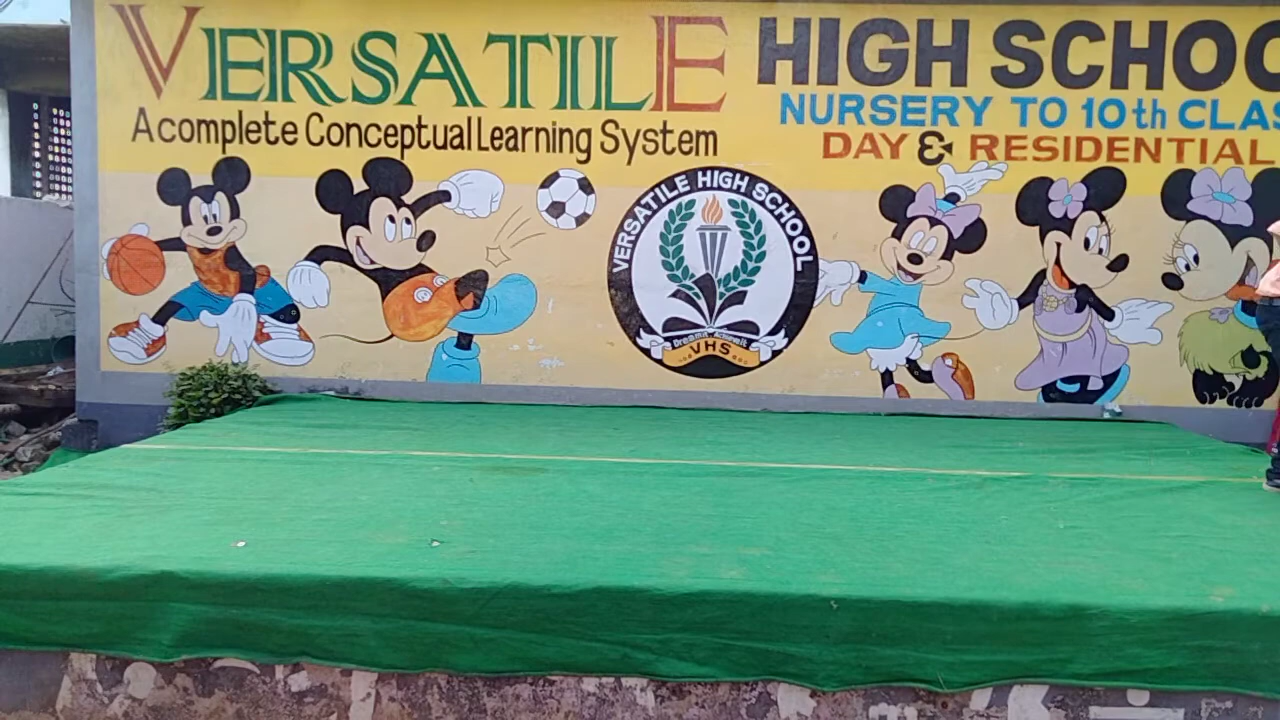 VERSATILE
HIGH SCHOO
A complete Conceptual Learning System
NURSERY TO 10th CLAS
DAY & RESIDENTIAL
VERSATILE HIGH SCHOOL
VHS